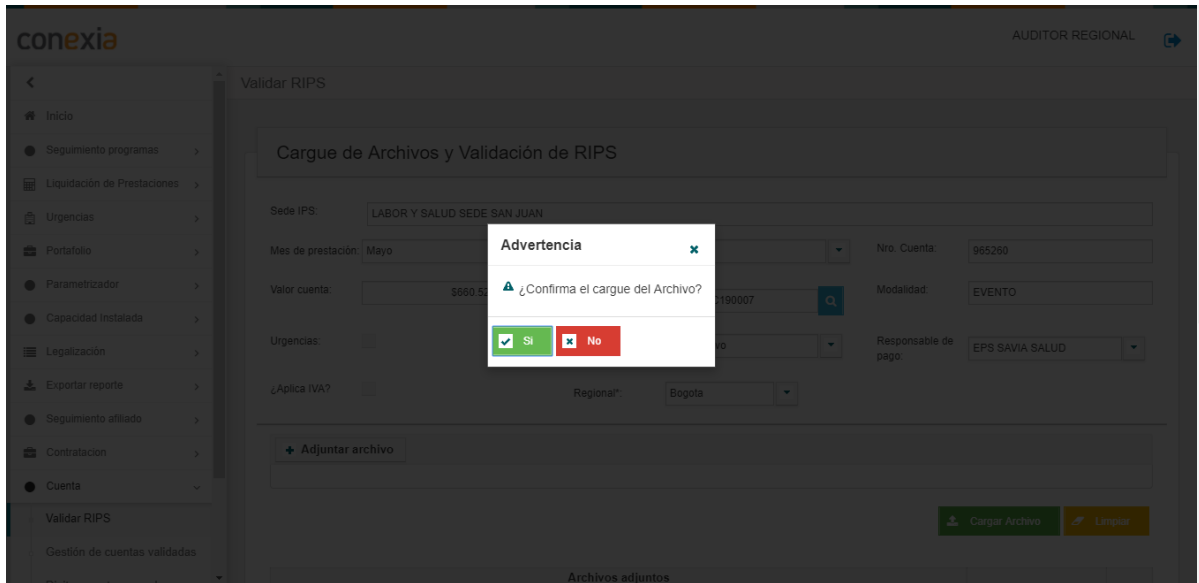 conexia
AUDITOR REGIONAL
Validar RIPS
Inicio
Seguimiento programas
Liquidación de Prestaciones
Urgencias
Portafolio
Parametrizador
Capacidad Instalada
Legalización
Exportar reporte
Seguimiento afiliado
Contratacion
Cuenta
Validar RIPS
Gestión de cuentas validadas
Cargue de Archivos y Validación de RIPS
Sede IPS: LABOR Y SALUD SEDE SAN JUAN
Mes de prestación: Mayo Nro. Cuenta: 965260
Valor cuenta: $660.52 C190007 Modalidad: EVENTO
Urgencias: vo Responsable de pago: EPS SAVIA SALUD
¿Aplica IVA? Regional*: Bogota
Advertencia
¿Confirma el cargue del Archivo?
Si No
Adjuntar archivo
Cargar Archivo Limpiar
Archivos adjuntos